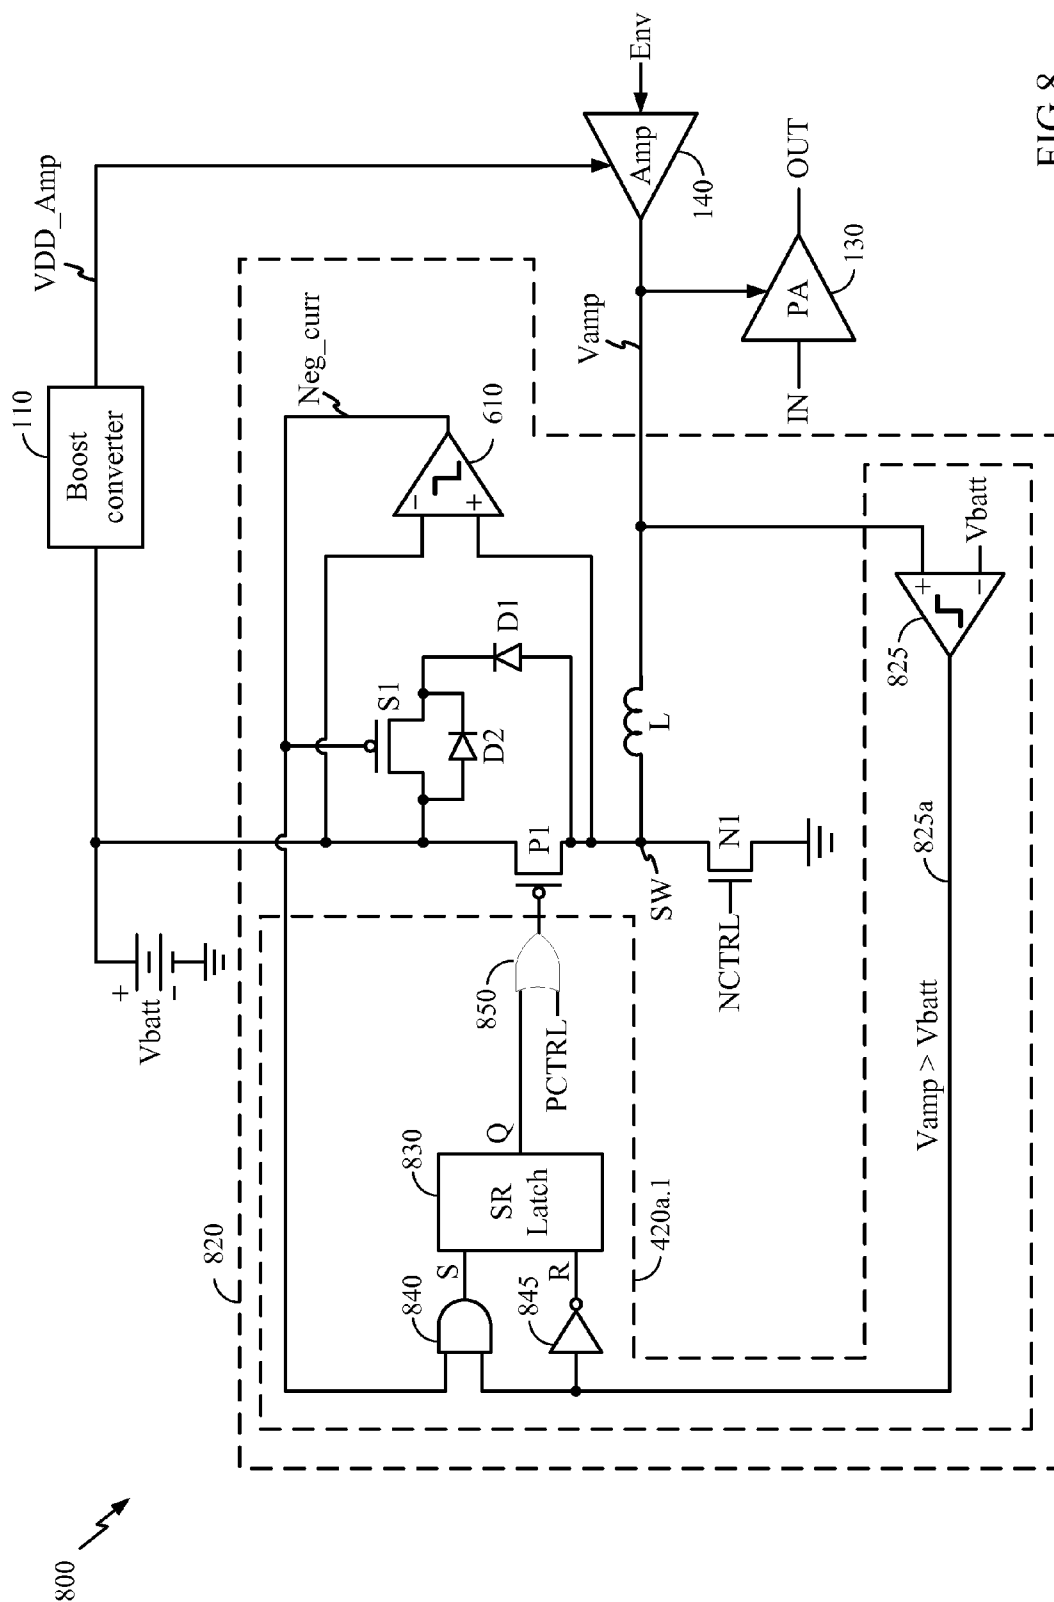 800
820
110
Boost
converter
VDD_Amp
Vbatt
+
−
Neg_curr
610
−
+
S1
D2
D1
P1
SW
L
N1
NCTRL
Vamp
Amp
140
Env
PA
130
IN
OUT
840
S
845
R
830
SR
Latch
Q
850
PCTRL
420a.1
825
+
−
Vbatt
825a
Vamp > Vbatt
FIG 8